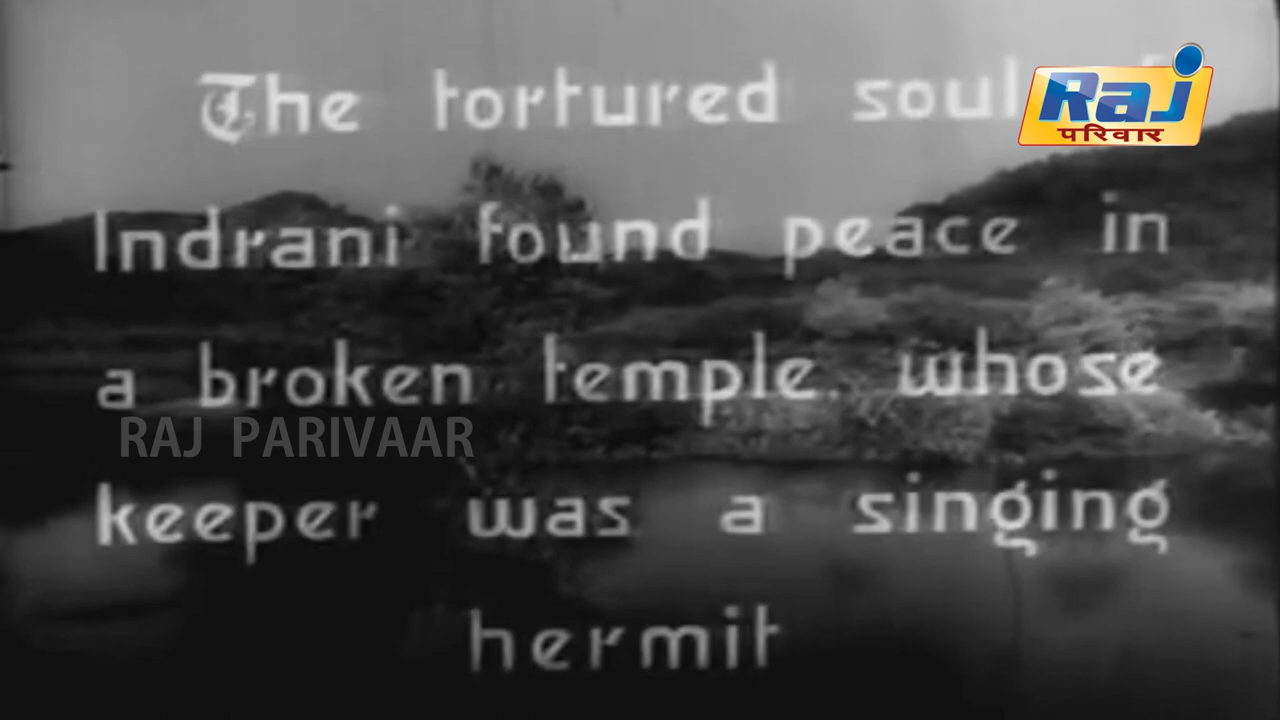 The tortured soul
Raj
परिवार
Indrani found peace in
a broken temple whose
RAJ PARIVAAR
keeper was a singing
hermit